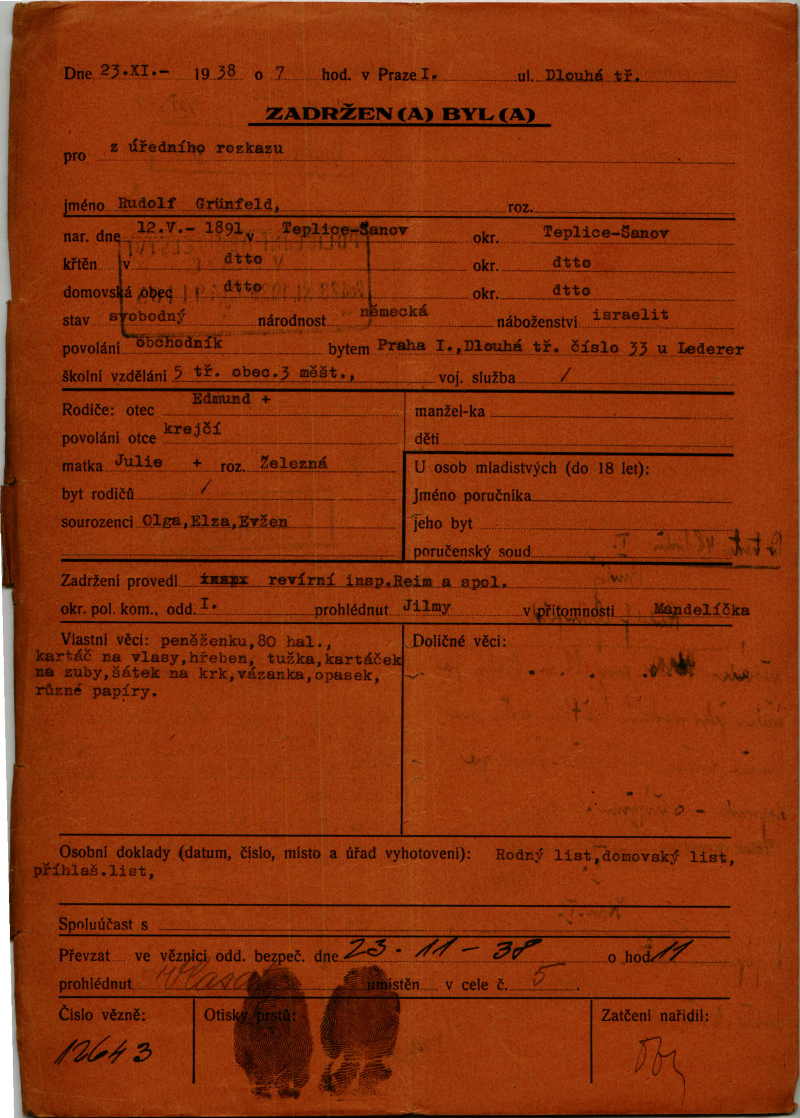 Dne 23.XI.- 1938 o 7 hod. v Praze I. ul. Dlouhá tř.
ZADRŽEN(A) BYL(A)
pro z úředního rozkazu
jméno Rudolf Grünfeld, roz.
nar. dne 12.V.- 1891 v Teplice-Šanov okr. Teplice-Šanov
křtěn v dtto okr. dtto
domovská obec dtto okr. dtto
stav svobodný národnost německá náboženství israelit
povolání obchodník bytem Praha I.,Dlouhá tř. číslo 33 u Lederer
školní vzdělání 5 tř. obec.3 měšt., voj. služba /
Rodiče: otec Edmund +
povolání otce krejčí
matka Julie + roz. Železná
byt rodičů /
sourozenci Olga,Elza,Evžen
manžel-ka
děti
U osob mladistvých (do 18 let):
Jméno poručníka
jeho byt
poručenský soud
Zadržení provedl revírní insp.Reim a spol.
okr. pol. kom., odd. I. prohlédnut Jilmy v přítomnosti Mandelíčka
Vlastní věci: peněženku,80 hal.,
kartáč na vlasy,hřeben, tužka,kartáček
na zuby,šátek na krk,vázanka,opasek,
různé papíry.
Doličné věci:
Osobní doklady (datum, číslo, místo a úřad vyhotovení): Rodný list,domovský list,
přihlaš.list,
Spoluúčast s
Převzat ve věznici odd. bezpeč. dne 23-11-38 o hod 11
prohlédnut umístěn v cele č. 5.
Číslo vězně:
12643
Otisky prstů:
Zatčení nařídil: